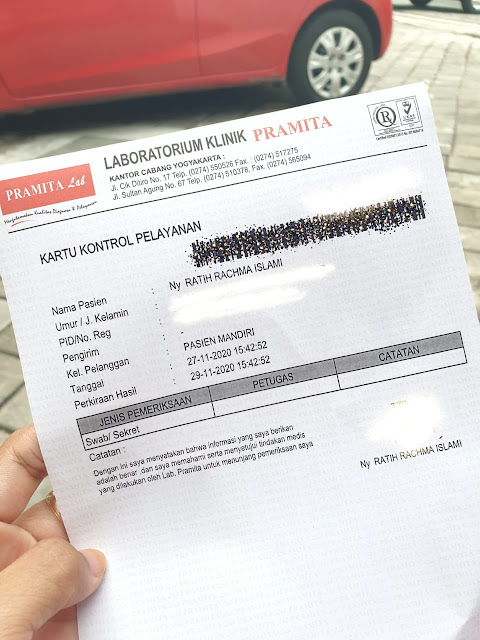 LABORATORIUM KLINIK PRAMITA
KANTOR CABANG YOGYAKARTA :
Jl. Cik Ditiro No. 17 Telp. (0274) 550526 Fax. : (0274) 517275
Jl. Sultan Agung No. 67 Telp. (0274) 510378, Fax. (0274) 565094
PRAMITA Lab
Mengutamakan Kualitas Diagnosa & Pelayanan
KARTU KONTROL PELAYANAN
Nama Pasien : Ny RATIH RACHMA ISLAMI
Umur / J. Kelamin :
PID/No. Reg :
Pengirim : -
Kel. Pelanggan : PASIEN MANDIRI
Tanggal : 27-11-2020 15:42:52
Perkiraan Hasil : 29-11-2020 15:42:52
JENIS PEMERIKSAAN PETUGAS CATATAN
Swab/ Sekret
Catatan :
Dengan ini saya menyatakan bahwa informasi yang saya berikan
adalah benar ,dan saya memahami serta menyetujui tindakan medis
yang dilakukan oleh Lab. Pramita untuk menunjang pemeriksaan saya
Ny RATIH RACHMA ISLAMI